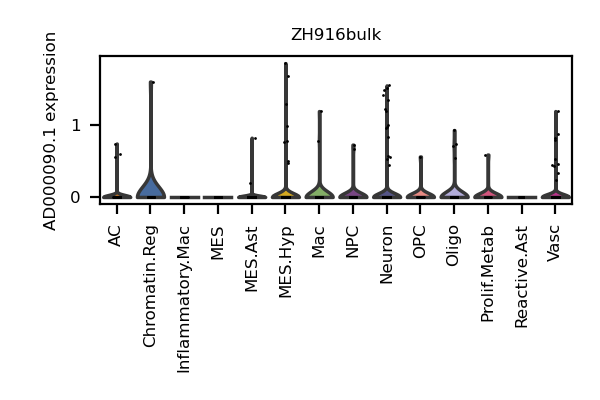 ZH916bulk
AD000090.1 expression
1
0
AC
Chromatin.Reg
Inflammatory.Mac
MES
MES.Ast
MES.Hyp
Mac
NPC
Neuron
OPC
Oligo
Prolif.Metab
Reactive.Ast
Vasc